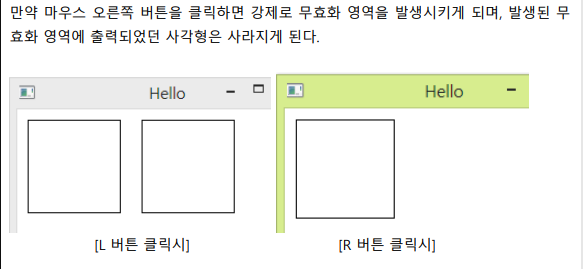 만약 마우스 오른쪽 버튼을 클릭하면 강제로 무효화 영역을 발생시키게 되며, 발생된 무
효화 영역에 출력되었던 사각형은 사라지게 된다.
Hello
Hello
[L 버튼 클릭시]
[R 버튼 클릭시]